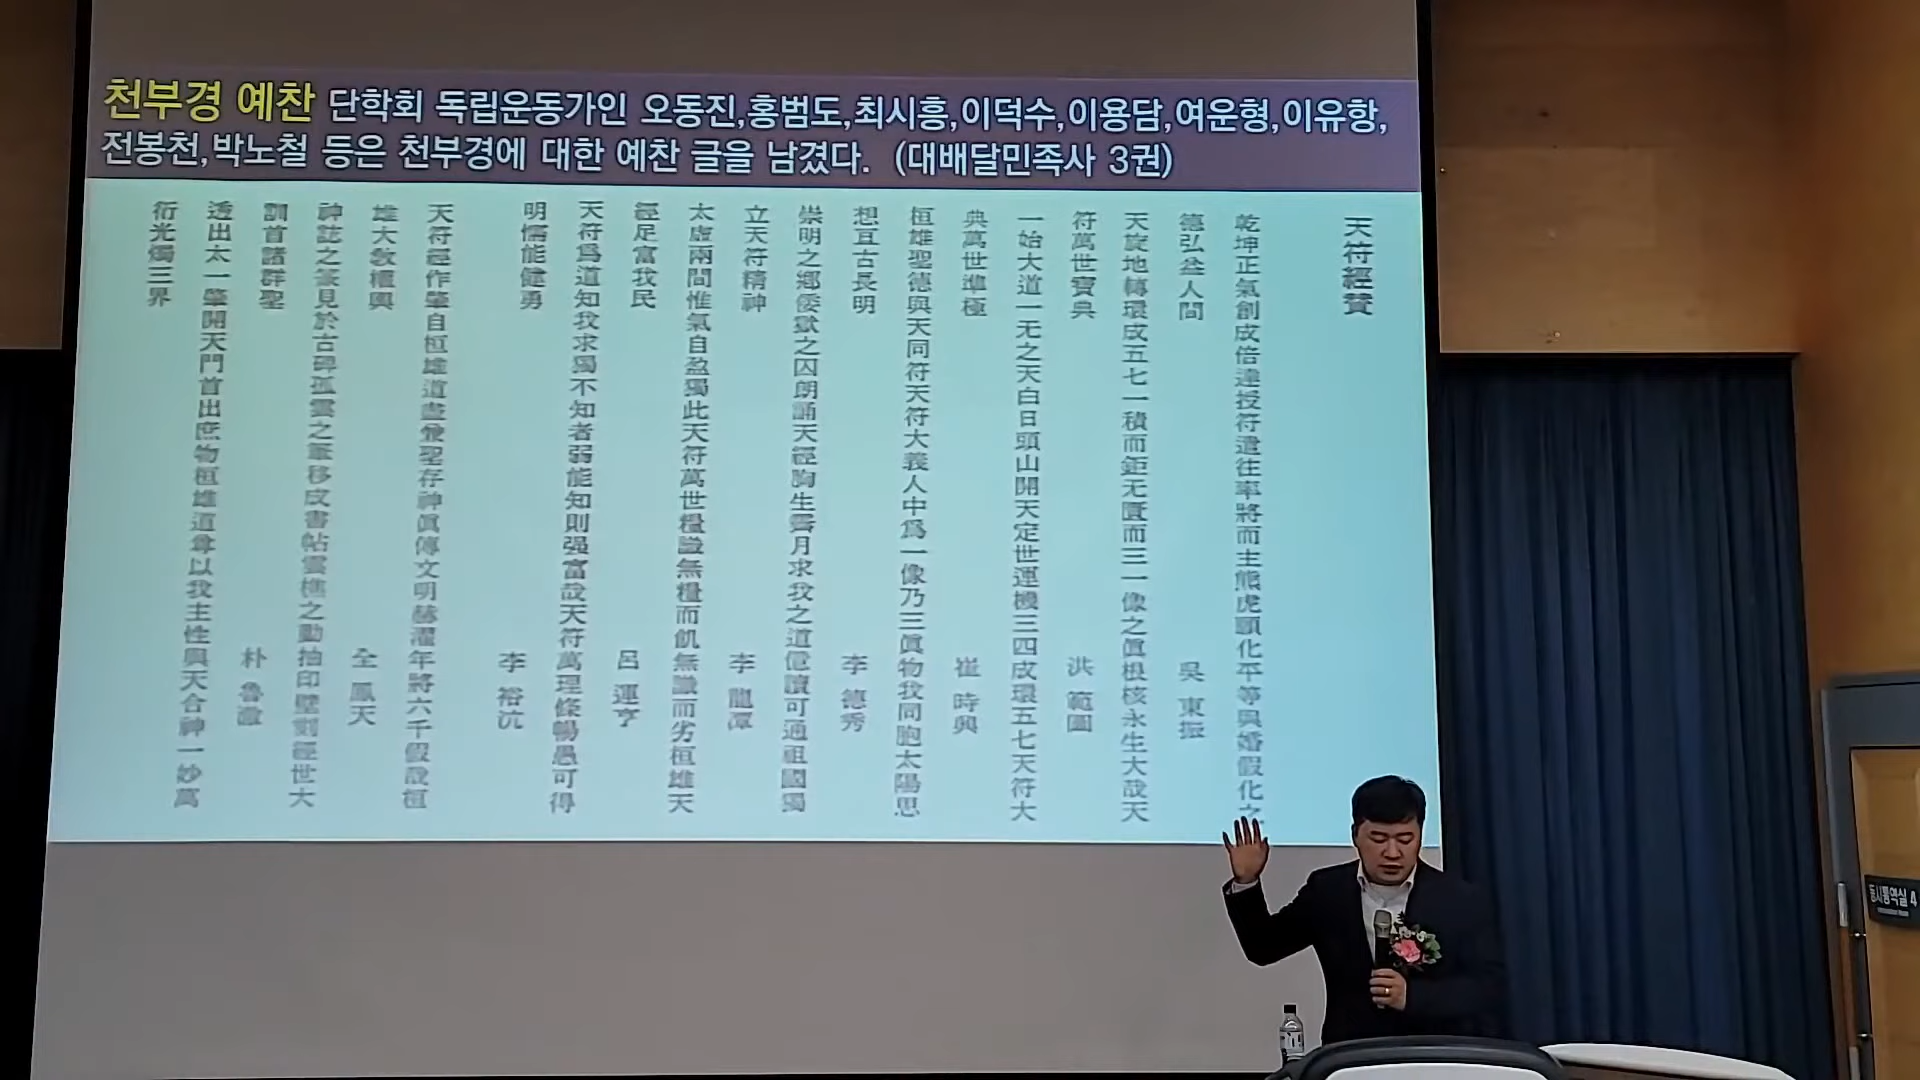 천부경 예찬 단학회 독립운동가인 오동진,홍범도,최시흥,이덕수,이용담,여운형,이유항,
전봉천,박노철 등은 천부경에 대한 예찬 글을 남겼다. (대배달민족사 3권)
天符經贊
乾坤正氣創成倍達授符遣往率將而主熊虎願化平等與婚假化之
德弘益人間
吳東振
天旋地轉環成五七一積而鉅无匱而三一像之眞根核永生大哉天
符萬世寶典
洪範圖
一始大道一无之天白日頭山開天定世運機三四成環五七天符大
典萬世準極
崔時興
桓雄聖德與天同符天符大義人中爲一像乃三眞物我同胞太陽思
想亘古長明
李德秀
崇明之鄕倭獄之囚朗誦天經胸生霽月求我之道億讀可通祖國獨
立天符精神
李龍潭
太虛兩間惟氣自盈獨此天符萬世糧識無糧而飢無識而劣桓雄天
經足富我民
呂運亨
天符爲道知我求獨不知者弱能知則强富哉天符萬理條暢愚可得
明懦能健勇
李裕沆
天符經作肇自桓雄道盡兼聖存神眞傳文明赫濯年將六千假哉桓
雄大敎權輿
全鳳天
神誌之篆見於古碑孤雲之筆移成書帖雲樵之勤抽印壁刻經世大
訓首諸群聖
朴魯澈
透出太一肇開天門首出庶物桓雄道尊以我主性與天合神一妙萬
衍光燭三界
동시통역실 4